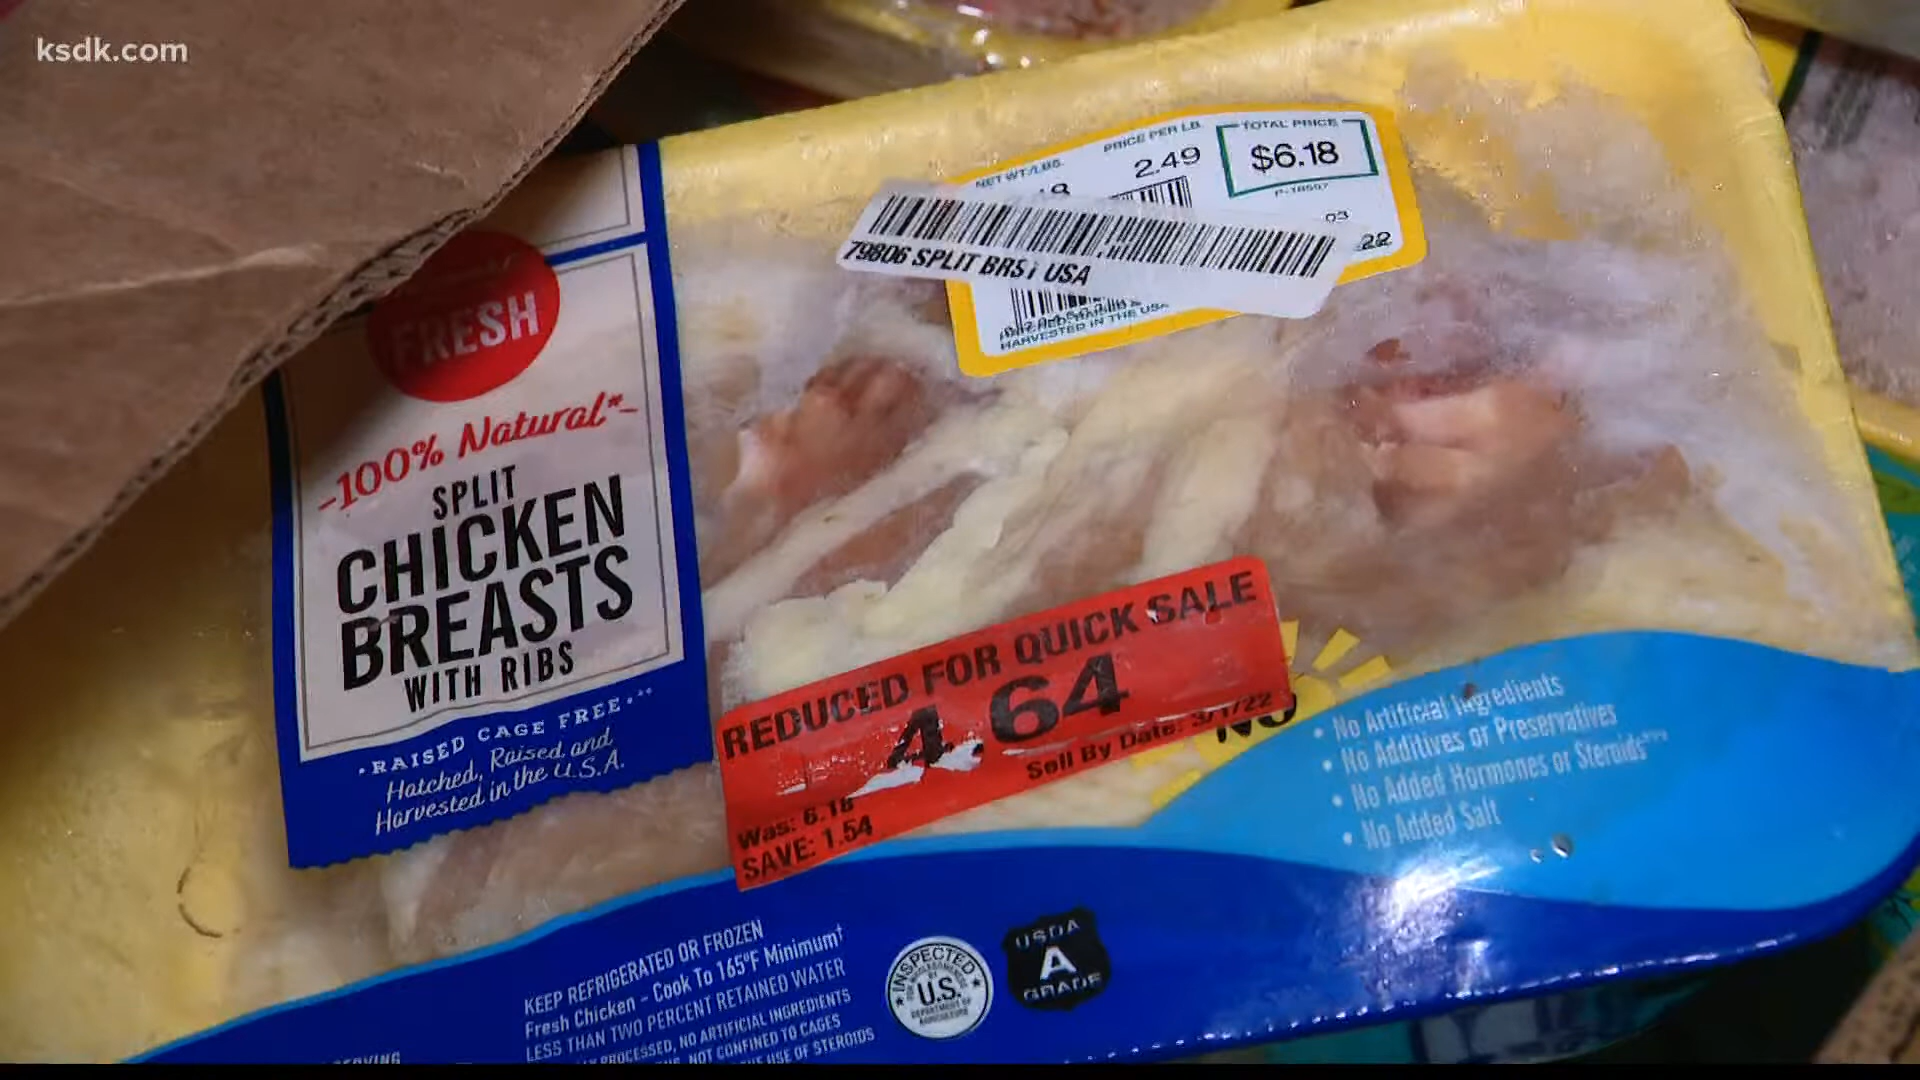 ksdk.com
NET WT./LBS.
PRICE PER LB.
2.49
TOTAL PRICE
$6.18
P-18597
03
22
79806 SPLIT BRST USA
HARVESTED IN THE USA
FRESH
-100% Natural*-
SPLIT
CHICKEN
BREASTS
WITH RIBS
• RAISED CAGE FREE •**
Hatched, Raised and
Harvested in the U.S.A.
REDUCED FOR QUICK SALE
4.64
Sell By Date: 3/1/22
Was: 6.18
SAVE: 1.54
NO
• No Artificial Ingredients
• No Additives or Preservatives
• No Added Hormones or Steroids***
• No Added Salt
KEEP REFRIGERATED OR FROZEN
Fresh Chicken - Cook To 165°F Minimum†
LESS THAN TWO PERCENT RETAINED WATER
PROCESSED, NO ARTIFICIAL INGREDIENTS
NOT CONFINED TO CAGES
USE OF STEROIDS
INSPECTED
U.S.
DEPARTMENT OF
AGRICULTURE
USDA
A
GRADE